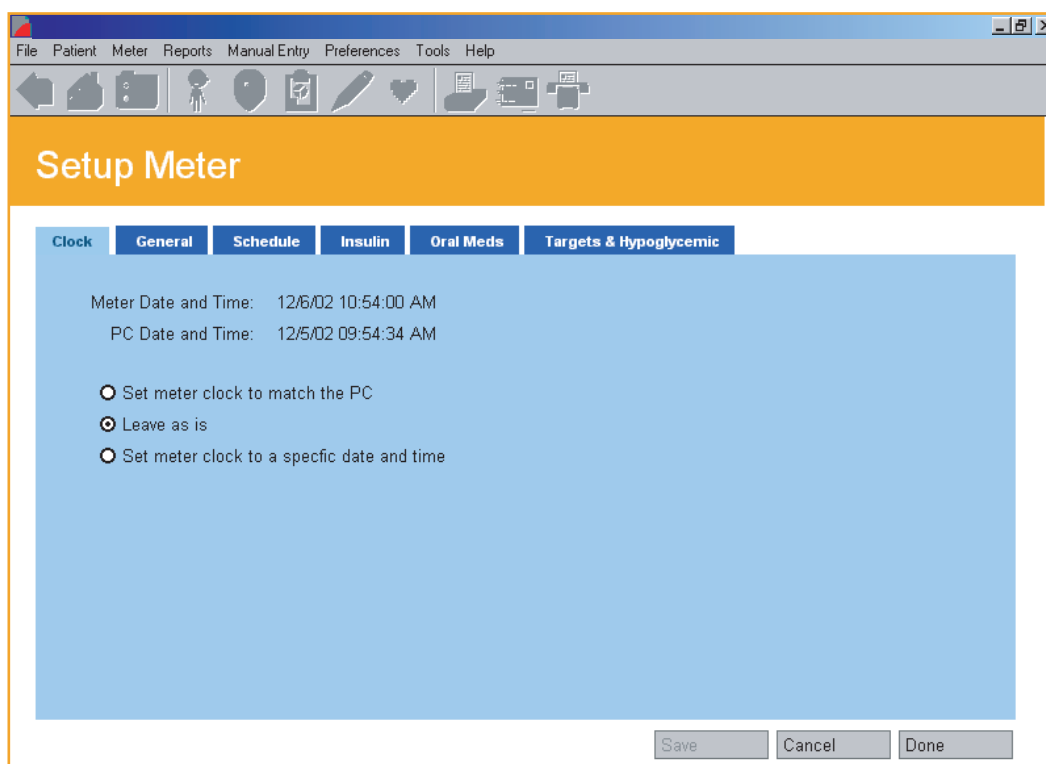 File Patient Meter Reports Manual Entry Preferences Tools Help
Setup Meter
Clock General Schedule Insulin Oral Meds Targets & Hypoglycemic
Meter Date and Time: 12/6/02 10:54:00 AM
PC Date and Time: 12/5/02 09:54:34 AM
Set meter clock to match the PC
Leave as is
Set meter clock to a specfic date and time
Save Cancel Done